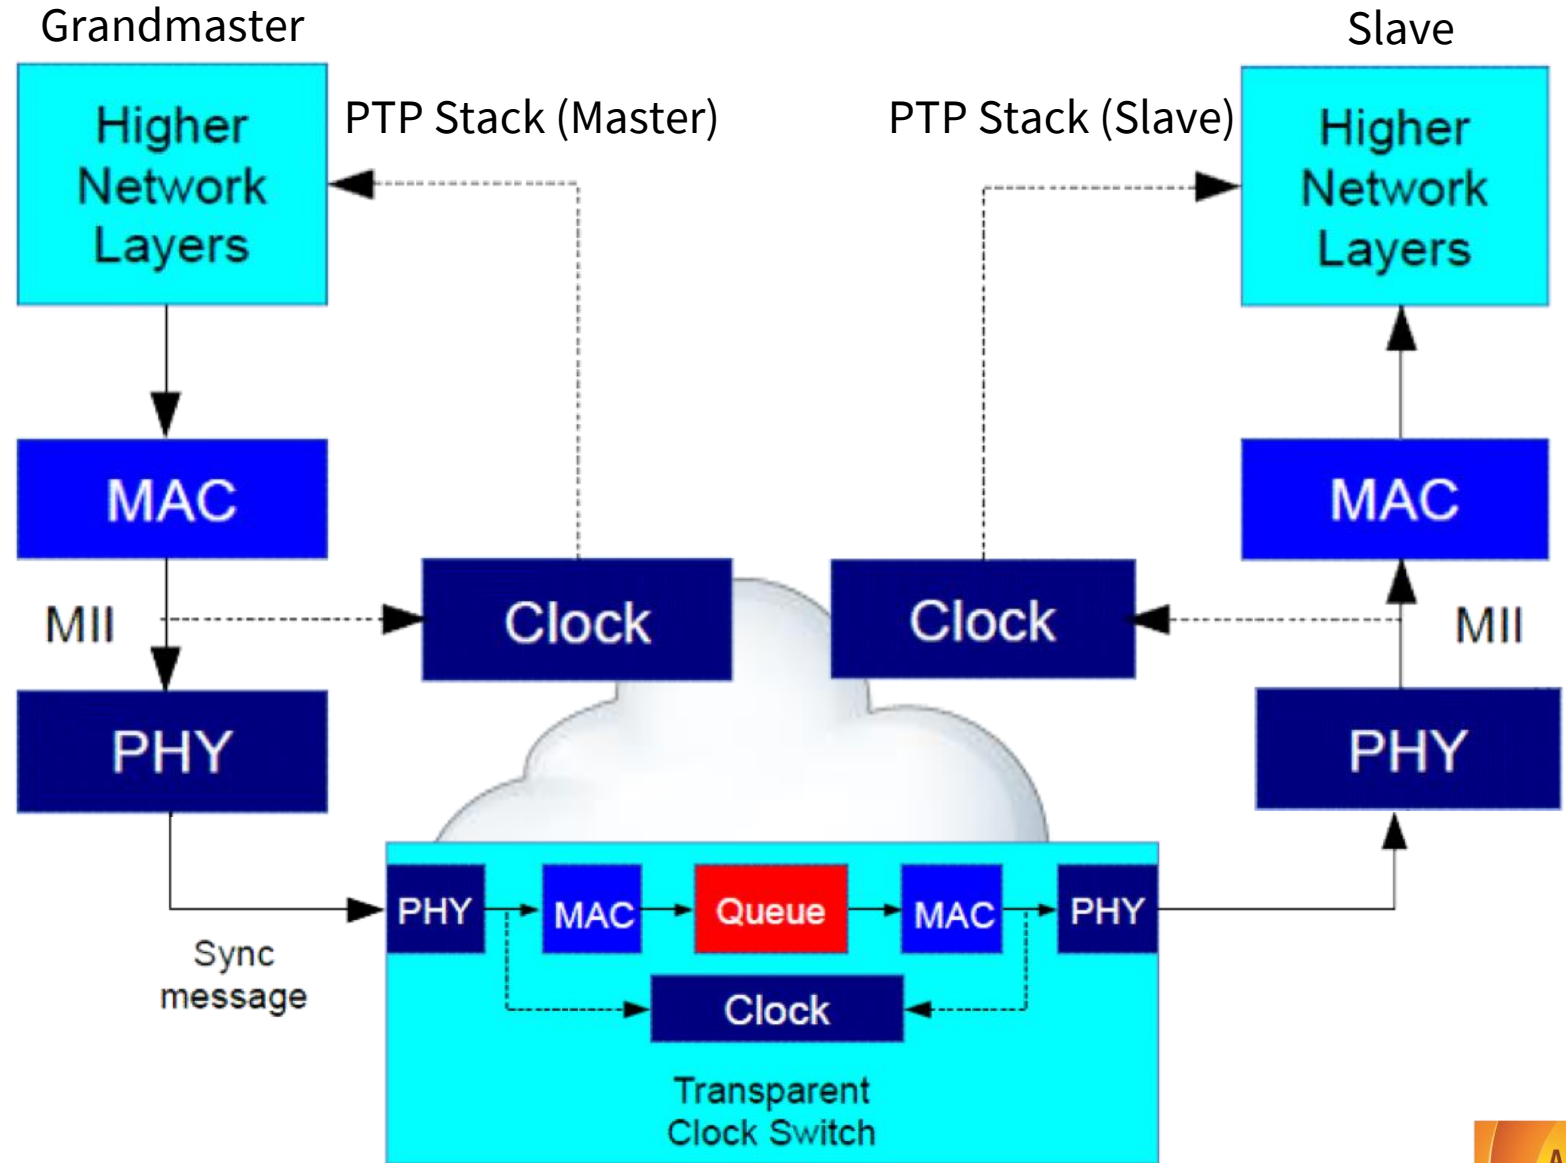 Grandmaster
Slave
Higher
Network
Layers
PTP Stack (Master)
PTP Stack (Slave)
Higher
Network
Layers
MAC
MAC
MII
Clock
Clock
MII
PHY
PHY
Sync
message
PHY
MAC
Queue
MAC
PHY
Clock
Transparent
Clock Switch